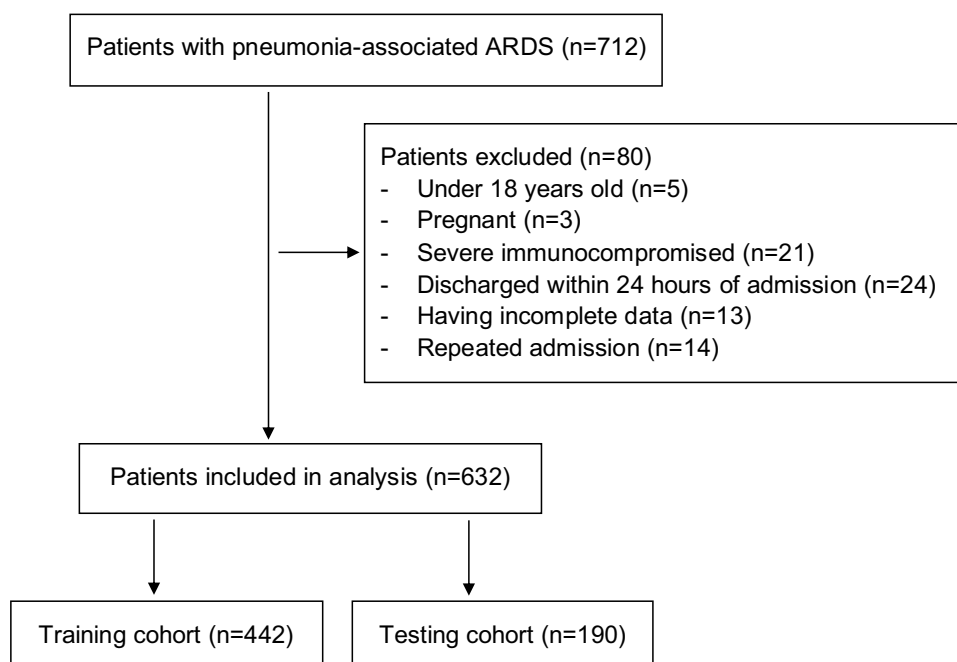 Patients with pneumonia-associated ARDS (n=712)
Patients excluded (n=80)
- Under 18 years old (n=5)
- Pregnant (n=3)
- Severe immunocompromised (n=21)
- Discharged within 24 hours of admission (n=24)
- Having incomplete data (n=13)
- Repeated admission (n=14)
Patients included in analysis (n=632)
Training cohort (n=442)
Testing cohort (n=190)